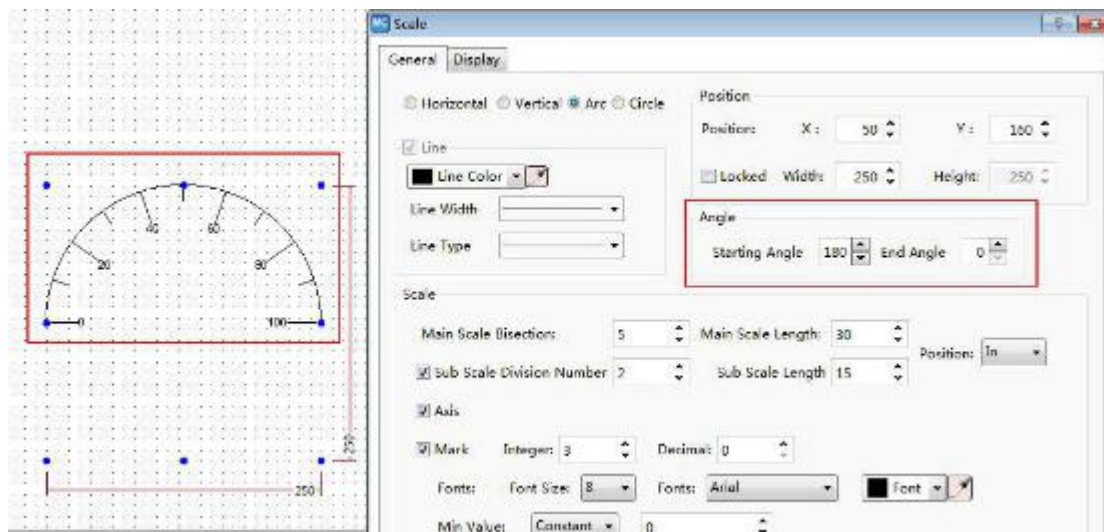 MC Scale
General Display
Horizontal Vertical Arc Circle
Line
Line Color
Line Width
Line Type
Position
Position: X: 50 Y: 160
Locked Width: 250 Height: 250
Angle
Starting Angle 180 End Angle 0
Scale
Main Scale Bisection: 5 Main Scale Length: 30
Position: In
Sub Scale Division Number 2 Sub Scale Length 15
Axis
Mark Integer: 3 Decimal: 0
Fonts: Font Size: 8 Fonts: Arial Font
Min Value: Constant 0
0 20 40 60 80 100
250
250